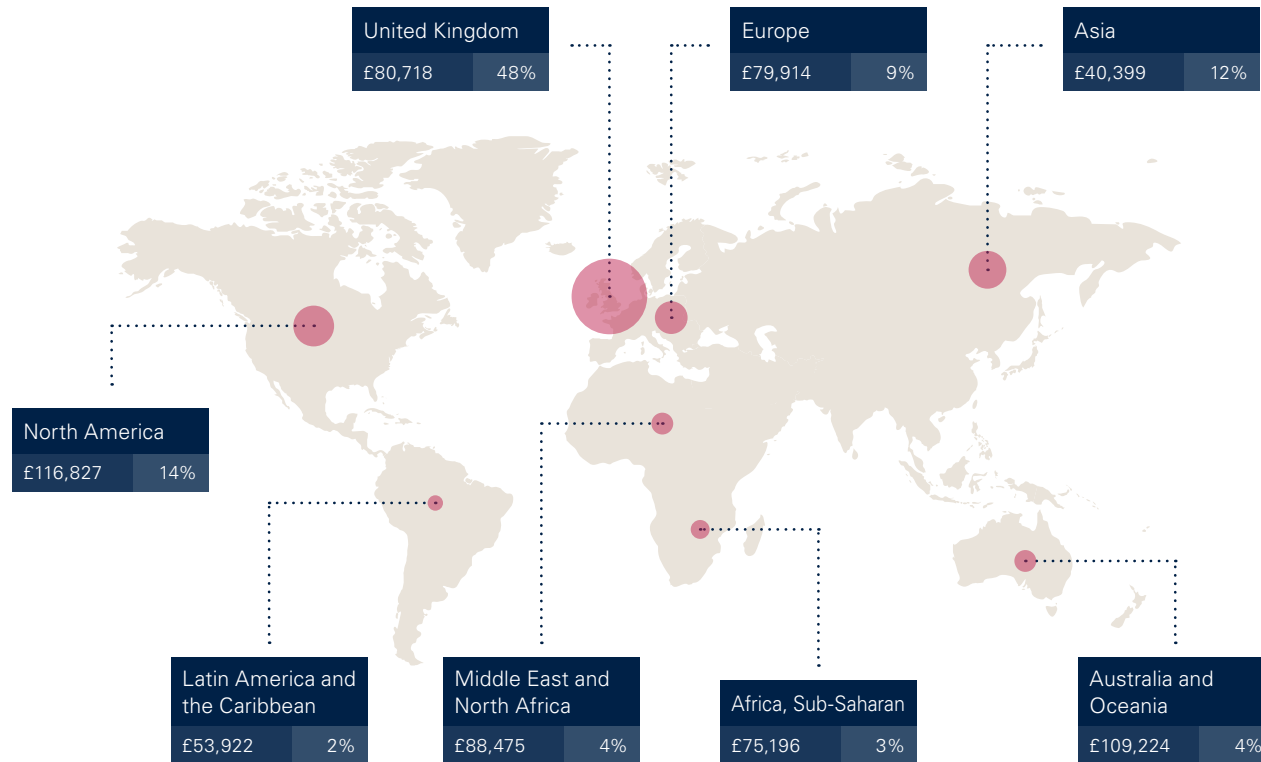 United Kingdom
£80,718 48%
Europe
£79,914 9%
Asia
£40,399 12%
North America
£116,827 14%
Latin America and
the Caribbean
£53,922 2%
Middle East and
North Africa
£88,475 4%
Africa, Sub-Saharan
£75,196 3%
Australia and
Oceania
£109,224 4%